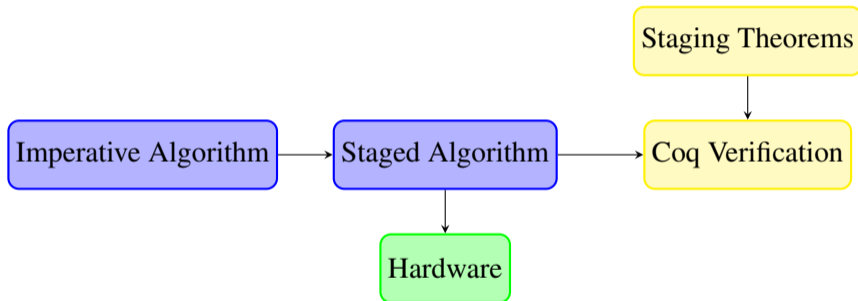 Staging Theorems
Imperative Algorithm
Staged Algorithm
Coq Verification
Hardware